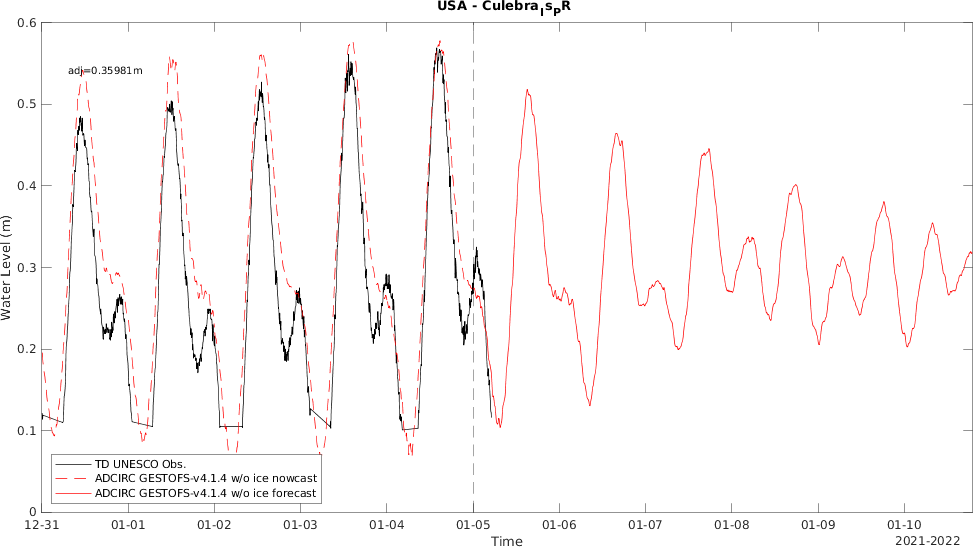 USA - CulebraIsPR
0.6
adj=0.35981m
0.5
0.4
0.3
0.2
0.1
0
Water Level (m)
TD UNESCO Obs.
ADCIRC GESTOFS-v4.1.4 w/o ice nowcast
ADCIRC GESTOFS-v4.1.4 w/o ice forecast
12-31 01-01 01-02 01-03 01-04 01-05 01-06 01-07 01-08 01-09 01-10
Time
2021-2022